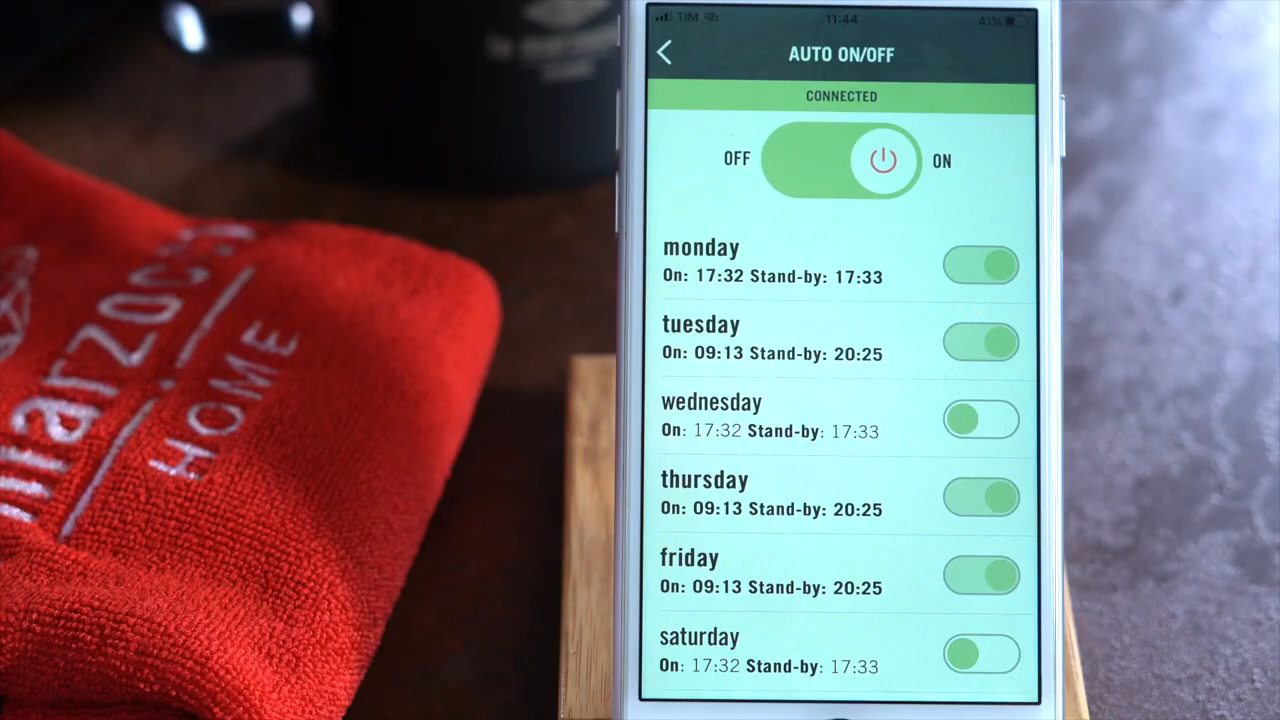 TIM
11:44
41%
AUTO ON/OFF
CONNECTED
OFF
ON
monday
On: 17:32 Stand-by: 17:33
tuesday
On: 09:13 Stand-by: 20:25
wednesday
On: 17:32 Stand-by: 17:33
thursday
On: 09:13 Stand-by: 20:25
friday
On: 09:13 Stand-by: 20:25
saturday
On: 17:32 Stand-by: 17:33
HOME